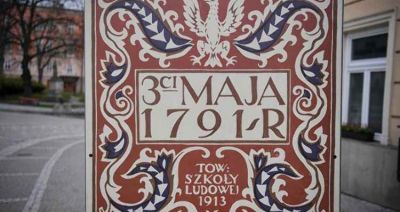 3CI MAJA
1791-R
TOW:
SZKOŁY
LUDOWEJ
1913